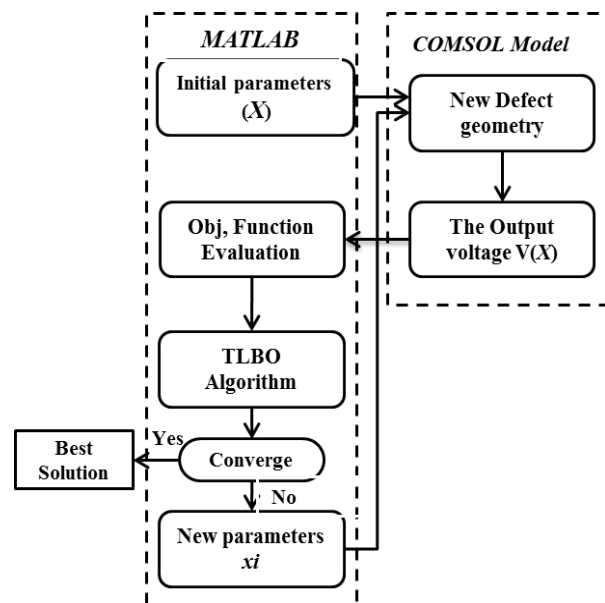 MATLAB
Initial parameters
(X)
COMSOL Model
New Defect
geometry
The Output
voltage V(X)
Obj, Function
Evaluation
TLBO
Algorithm
Converge
Yes
Best
Solution
No
New parameters
xi